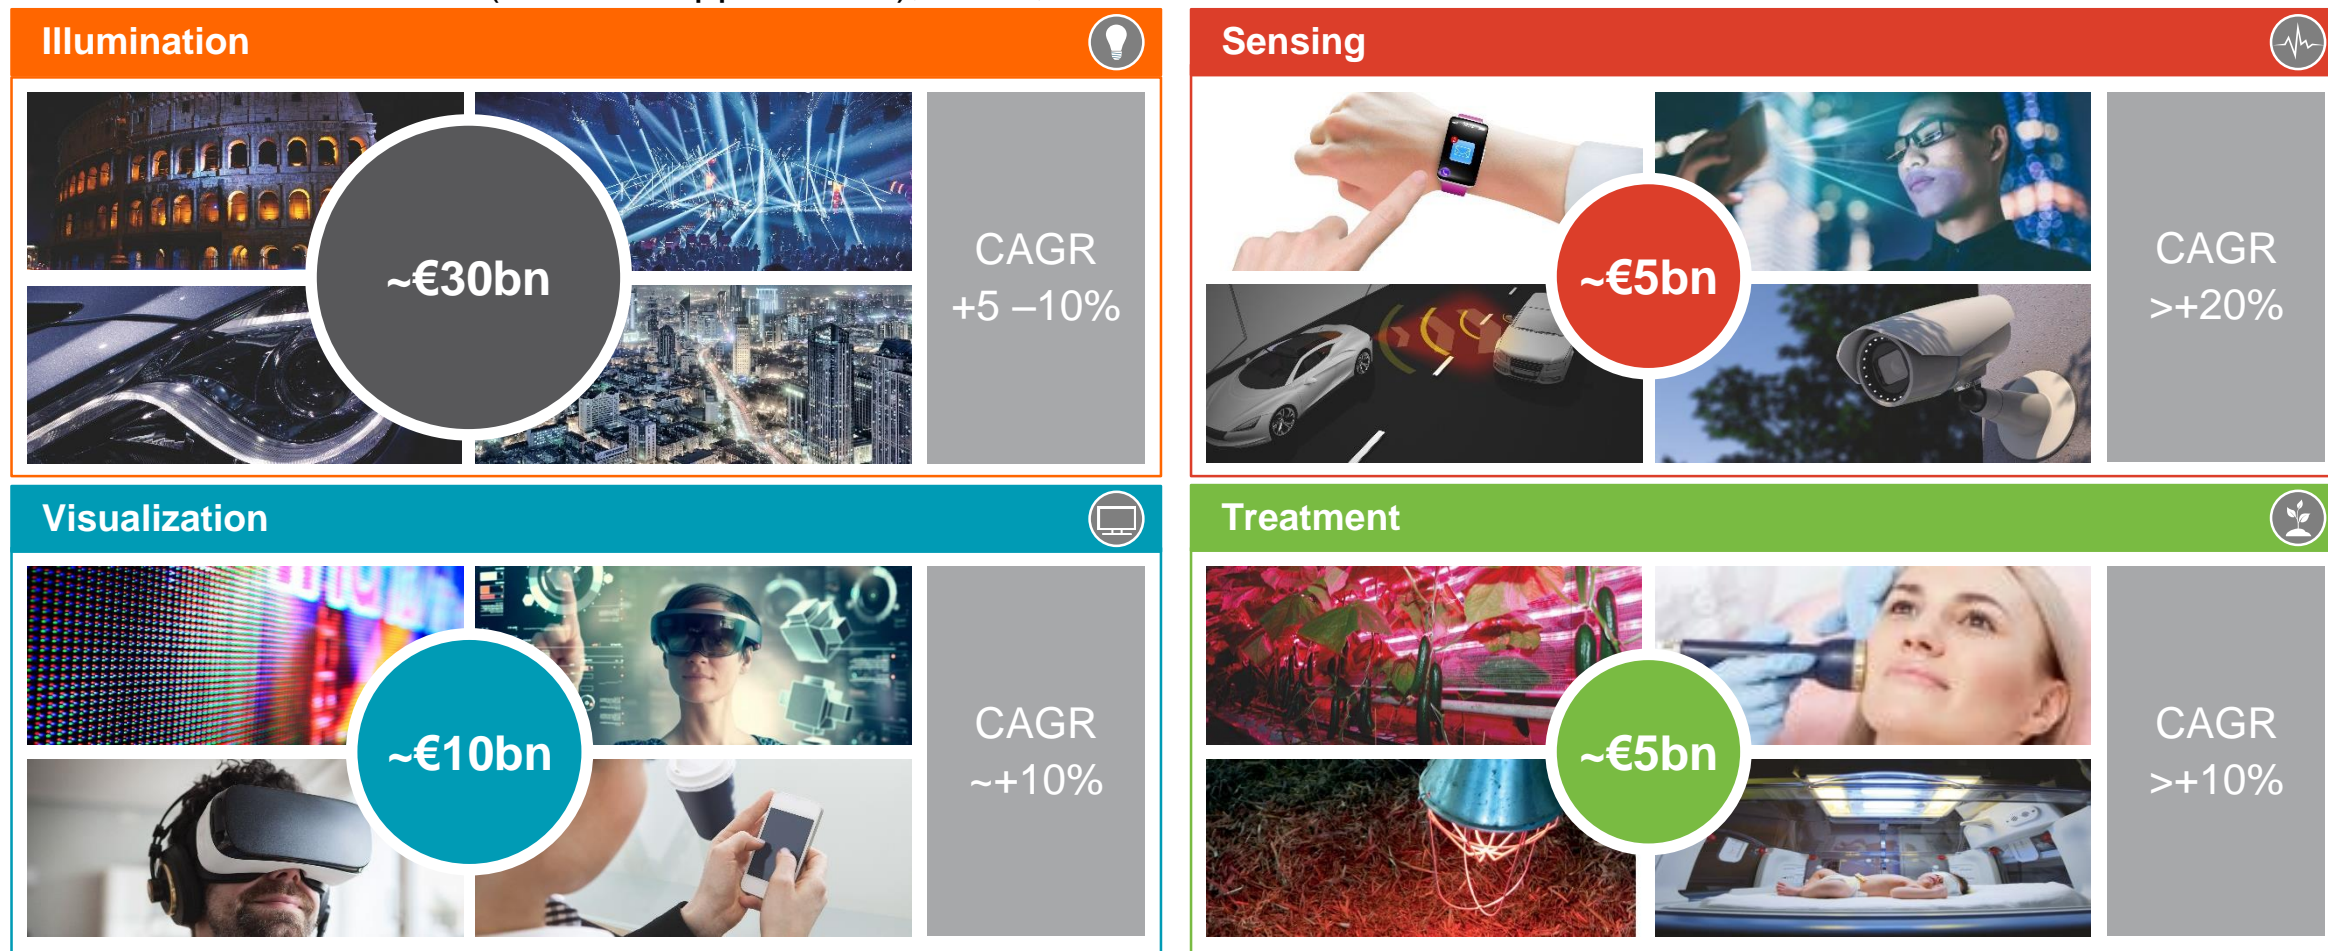 Illumination
~€30bn
CAGR
+5 –10%
Sensing
~€5bn
CAGR
>+20%
Visualization
~€10bn
CAGR
~+10%
Treatment
~€5bn
CAGR
>+10%